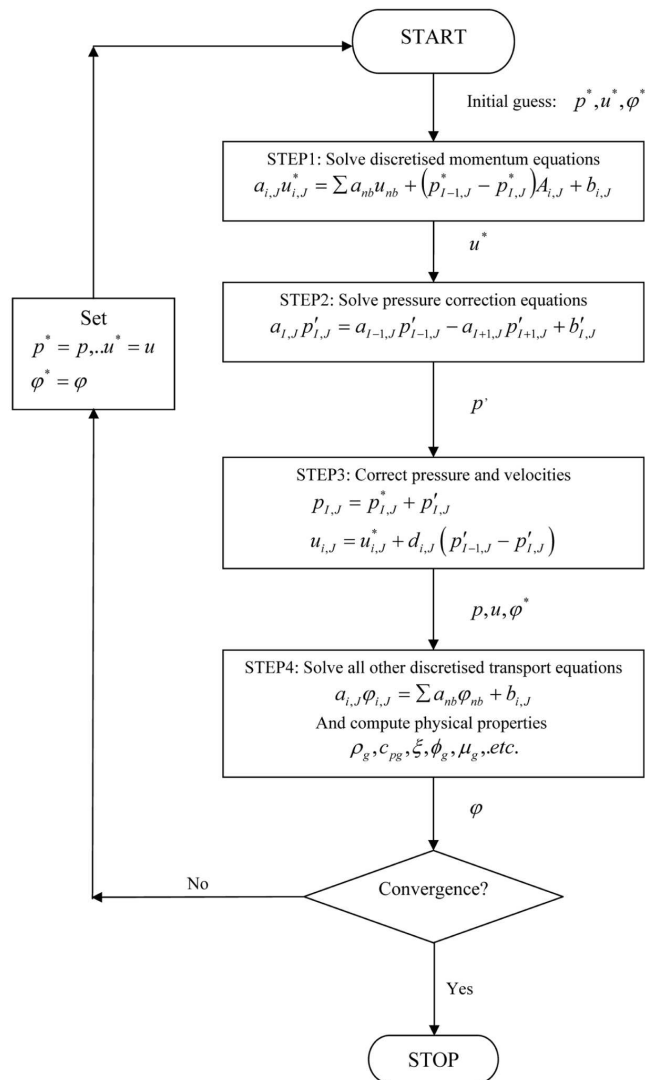 START
Initial guess: p*, u*, φ*
STEP1: Solve discretised momentum equations
a_{i,J} u*_{i,J} = ∑ a_{nb} u_{nb} + (p*_{I-1,J} − p*_{I,J}) A_{i,J} + b_{i,J}
u*
STEP2: Solve pressure correction equations
a_{I,J} p′_{I,J} = a_{I-1,J} p′_{I-1,J} − a_{I+1,J} p′_{I+1,J} + b′_{I,J}
p'
STEP3: Correct pressure and velocities
p_{I,J} = p*_{I,J} + p′_{I,J}
u_{i,J} = u*_{i,J} + d_{i,J} (p′_{I-1,J} − p′_{I,J})
p, u, φ*
STEP4: Solve all other discretised transport equations
a_{i,J} φ_{i,J} = ∑ a_{nb} φ_{nb} + b_{i,J}
And compute physical properties
ρ_g, c_{pg}, ξ, ϕ_g, μ_g, .etc.
φ
Convergence?
No
Set
p* = p,..u* = u
φ* = φ
Yes
STOP